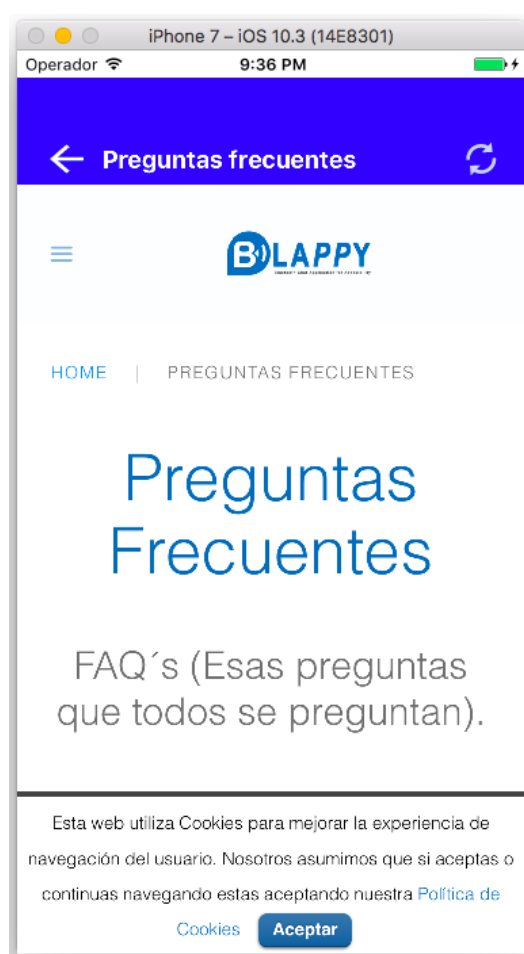 iPhone 7 – iOS 10.3 (14E8301)
Operador 9:36 PM
Preguntas frecuentes
BLAPPY
HOME | PREGUNTAS FRECUENTES
Preguntas
Frecuentes
FAQ´s (Esas preguntas
que todos se preguntan).
Esta web utiliza Cookies para mejorar la experiencia de
navegación del usuario. Nosotros asumimos que si aceptas o
continuas navegando estas aceptando nuestra Política de
Cookies Aceptar